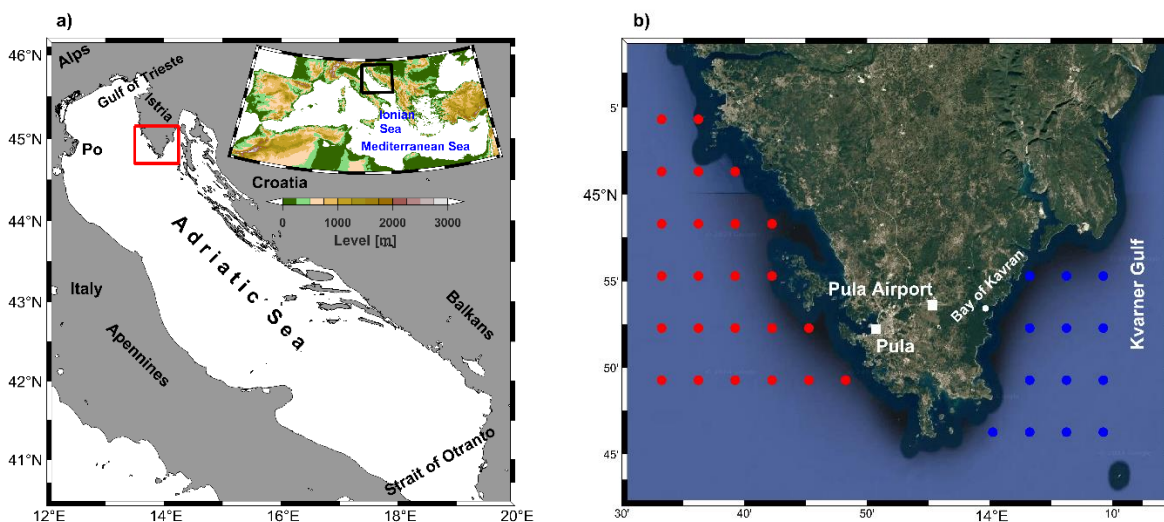 a)
46°N
45°N
44°N
43°N
42°N
41°N
12°E
14°E
16°E
18°E
20°E
Alps
Gulf of Trieste
Istria
Po
Croatia
Ionian
Sea
Mediterranean Sea
0
1000
2000
3000
Level [m]
Adriatic Sea
Italy
Apennines
Balkans
Strait of Otranto
b)
5'
45°N
55'
50'
45'
30'
40'
50'
14°E
10'
Pula Airport
Pula
Bay of Kavran
Kvarner Gulf